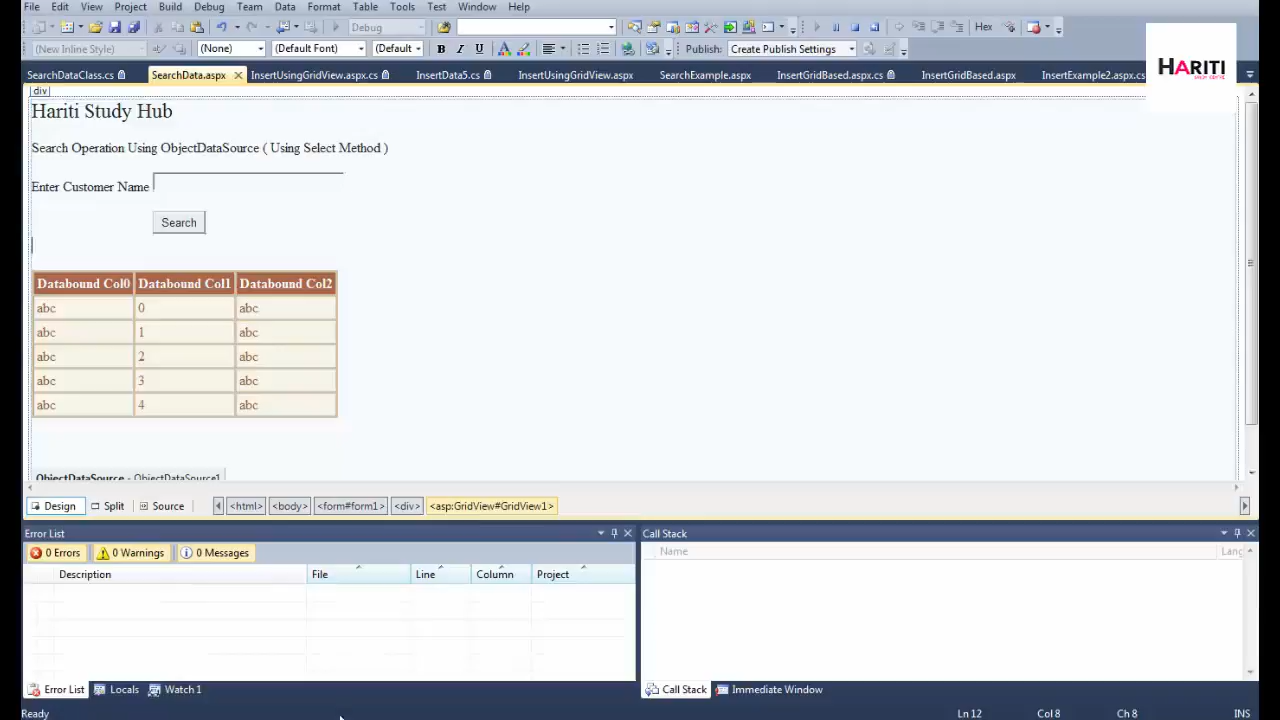 File Edit View Project Build Debug Team Data Tools Format Table Tools Test Window Help
Debug
Hex
(New Inline Style) (None) (Default Font) (Default B I U A Publish: Create Publish Settings
HARITI
SearchDataClass.cs SearchData.aspx InsertUsingGridView.aspx.cs InsertData5.cs InsertUsingGridView.aspx SearchExample.aspx InsertGridBased.aspx.cs InsertGridBased.aspx InsertExample2.aspx.cs
div
Hariti Study Hub
Search Operation Using ObjectDataSource ( Using Select Method )
Enter Customer Name
Search
Databound Col0 Databound Col1 Databound Col2
abc 0 abc
abc 1 abc
abc 2 abc
abc 3 abc
abc 4 abc
ObjectDataSource - ObjectDataSource1
Design Split Source <html> <body> <form#form1> <div> <asp:GridView#GridView1>
Error List
0 Errors 0 Warnings 0 Messages
Description File Line Column Project
Call Stack
Name Lang
Error List Locals Watch 1
Call Stack Immediate Window
Ready Ln 12 Col 8 Ch 8 INS